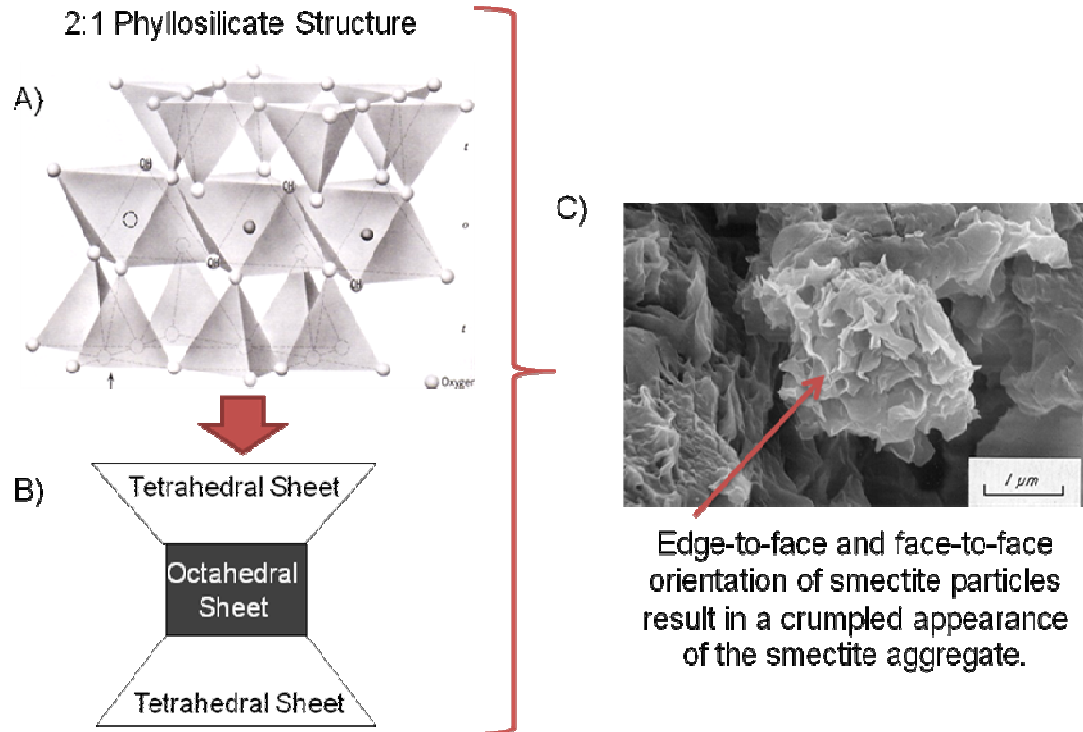 2:1 Phyllosilicate Structure
A)
OH
t
OH
o
OH
OH
t
Oxygen
B)
Tetrahedral Sheet
Octahedral
Sheet
Tetrahedral Sheet
C)
1 μm
Edge-to-face and face-to-face
orientation of smectite particles
result in a crumpled appearance
of the smectite aggregate.